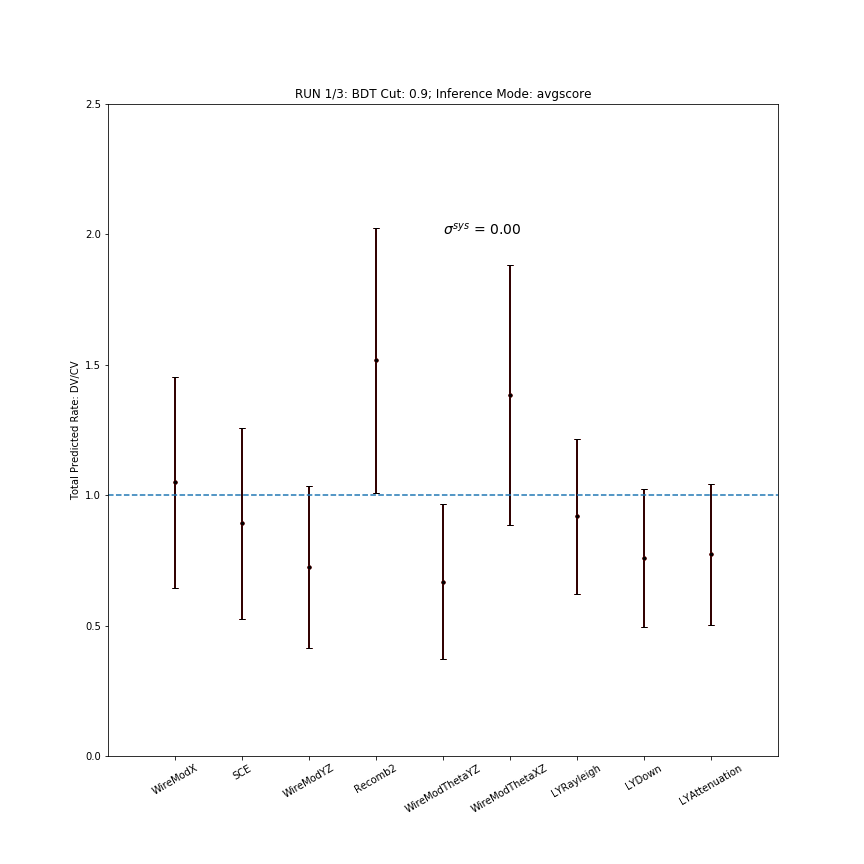 RUN 1/3: BDT Cut: 0.9; Inference Mode: avgscore
Total Predicted Rate: DV/CV
2.5
2.0
1.5
1.0
0.5
0.0
σ^sys = 0.00
WireModX
SCE
WireModYZ
Recomb2
WireModThetaYZ
WireModThetaXZ
LYRayleigh
LYDown
LYAttenuation